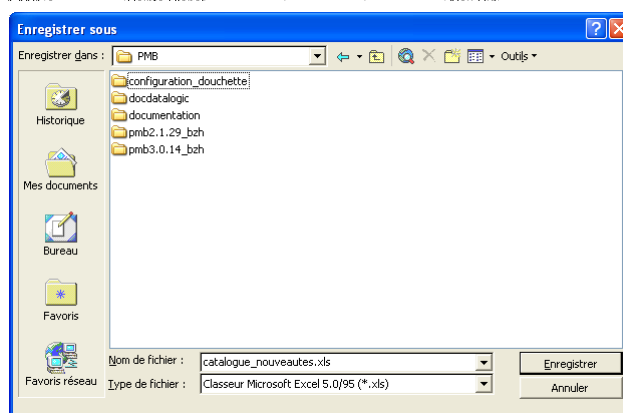 Enregistrer sous
Enregistrer dans : PMB Outils
configuration_douchette
docdatalogic
documentation
pmb2.1.29_bzh
pmb3.0.14_bzh
Historique
Mes documents
Bureau
Favoris
Favoris réseau
Nom de fichier : catalogue_nouveautes.xls Enregistrer
Type de fichier : Classeur Microsoft Excel 5.0/95 (*.xls) Annuler